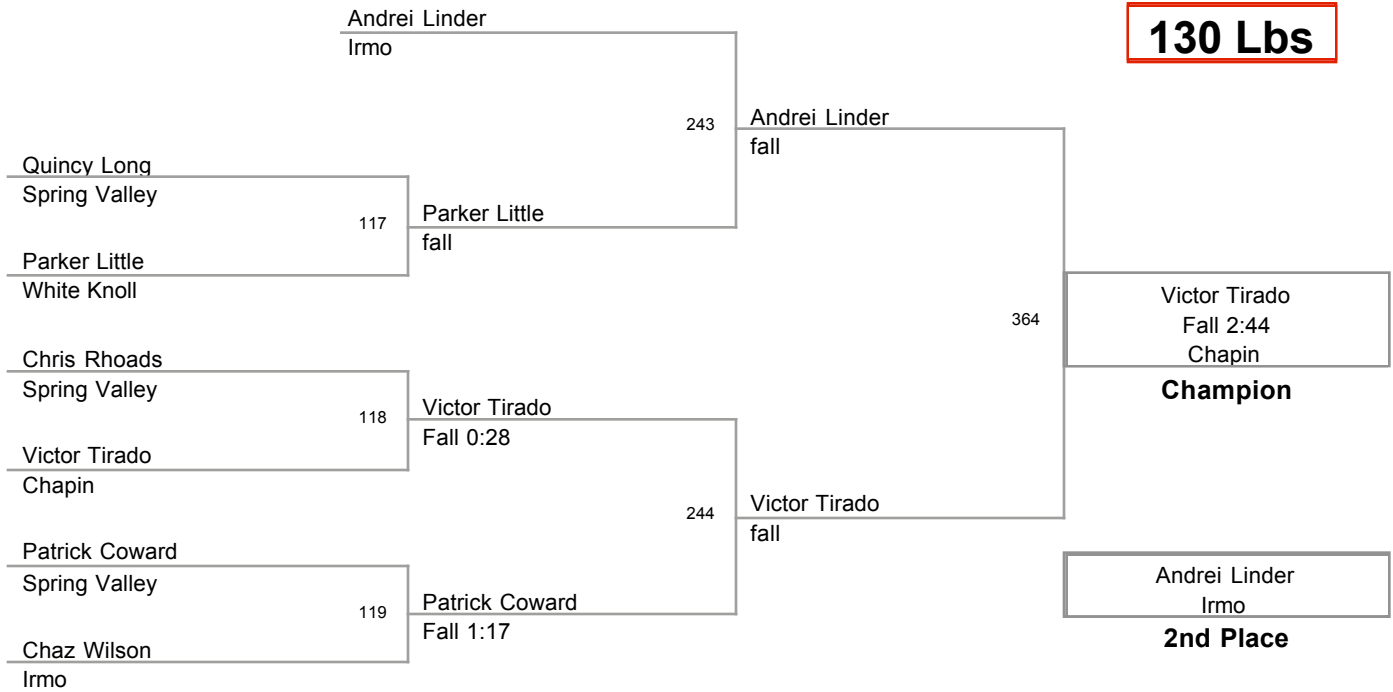 Andrei Linder
Irmo
130 Lbs
243
Andrei Linder
fall
Quincy Long
Spring Valley
117
Parker Little
fall
Parker Little
White Knoll
364
Victor Tirado
Fall 2:44
Chapin
Champion
Chris Rhoads
Spring Valley
118
Victor Tirado
Fall 0:28
Victor Tirado
Chapin
244
Victor Tirado
fall
Patrick Coward
Spring Valley
119
Patrick Coward
Fall 1:17
Chaz Wilson
Irmo
Andrei Linder
Irmo
2nd Place